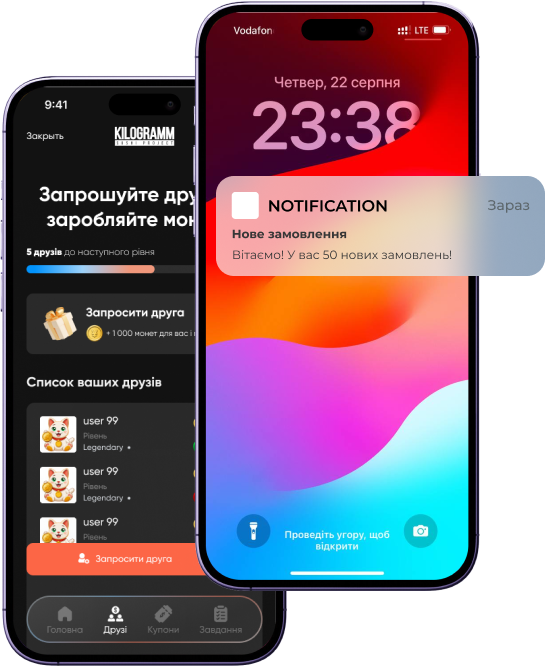 Vodafon
LTE
Четвер, 22 серпня
23:38
NOTIFICATION
Зараз
Нове замовлення
Вітаємо! У вас 50 нових замовлень!
Проведіть угору, щоб
відкрити
9:41
Закрыть
KILOGRAMM
SUSHI PROJECT
Запрошуйте дру
заробляйте мон
5 друзів до наступного рівня
Запросити друга
+ 1 000 монет для вас і
Список ваших друзів
user 99
Рівень
Legendary
user 99
Рівень
Legendary
user 99
Рівень
Запросити друга
Головна
Друзі
Купони
Завдання